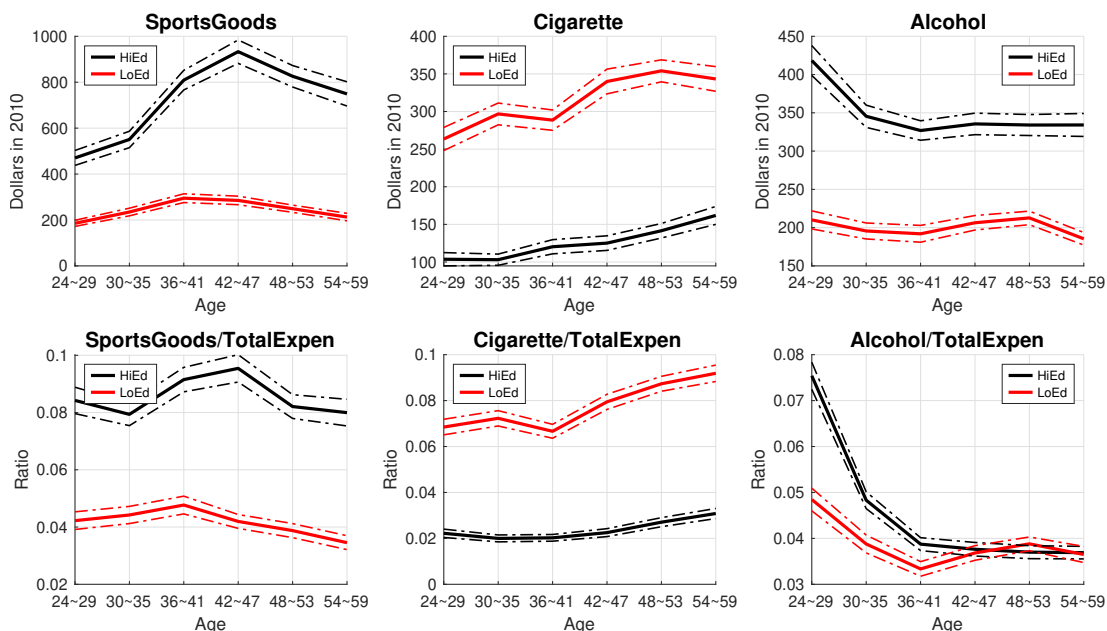 SportsGoods
1000
800
600
400
200
0
Dollars in 2010
HiEd
LoEd
24~29 30~35 36~41 42~47 48~53 54~59
Age
Cigarette
400
350
300
250
200
150
100
Dollars in 2010
HiEd
LoEd
24~29 30~35 36~41 42~47 48~53 54~59
Age
Alcohol
450
400
350
300
250
200
150
Dollars in 2010
HiEd
LoEd
24~29 30~35 36~41 42~47 48~53 54~59
Age
SportsGoods/TotalExpen
0.1
0.08
0.06
0.04
0.02
Ratio
HiEd
LoEd
24~29 30~35 36~41 42~47 48~53 54~59
Age
Cigarette/TotalExpen
0.1
0.08
0.06
0.04
0.02
0
Ratio
HiEd
LoEd
24~29 30~35 36~41 42~47 48~53 54~59
Age
Alcohol/TotalExpen
0.08
0.07
0.06
0.05
0.04
0.03
Ratio
HiEd
LoEd
24~29 30~35 36~41 42~47 48~53 54~59
Age